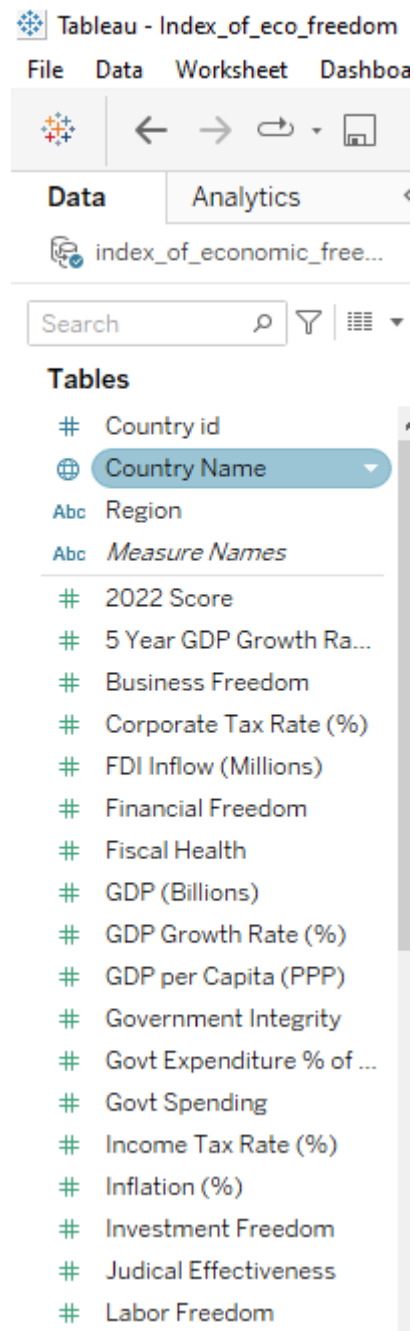 Tableau - Index_of_eco_freedom
File Data Worksheet Dashboa
Data Analytics
index_of_economic_free...
Search
Tables
# Country id
Country Name
Abc Region
Abc Measure Names
# 2022 Score
# 5 Year GDP Growth Ra...
# Business Freedom
# Corporate Tax Rate (%)
# FDI Inflow (Millions)
# Financial Freedom
# Fiscal Health
# GDP (Billions)
# GDP Growth Rate (%)
# GDP per Capita (PPP)
# Government Integrity
# Govt Expenditure % of ...
# Govt Spending
# Income Tax Rate (%)
# Inflation (%)
# Investment Freedom
# Judical Effectiveness
# Labor Freedom